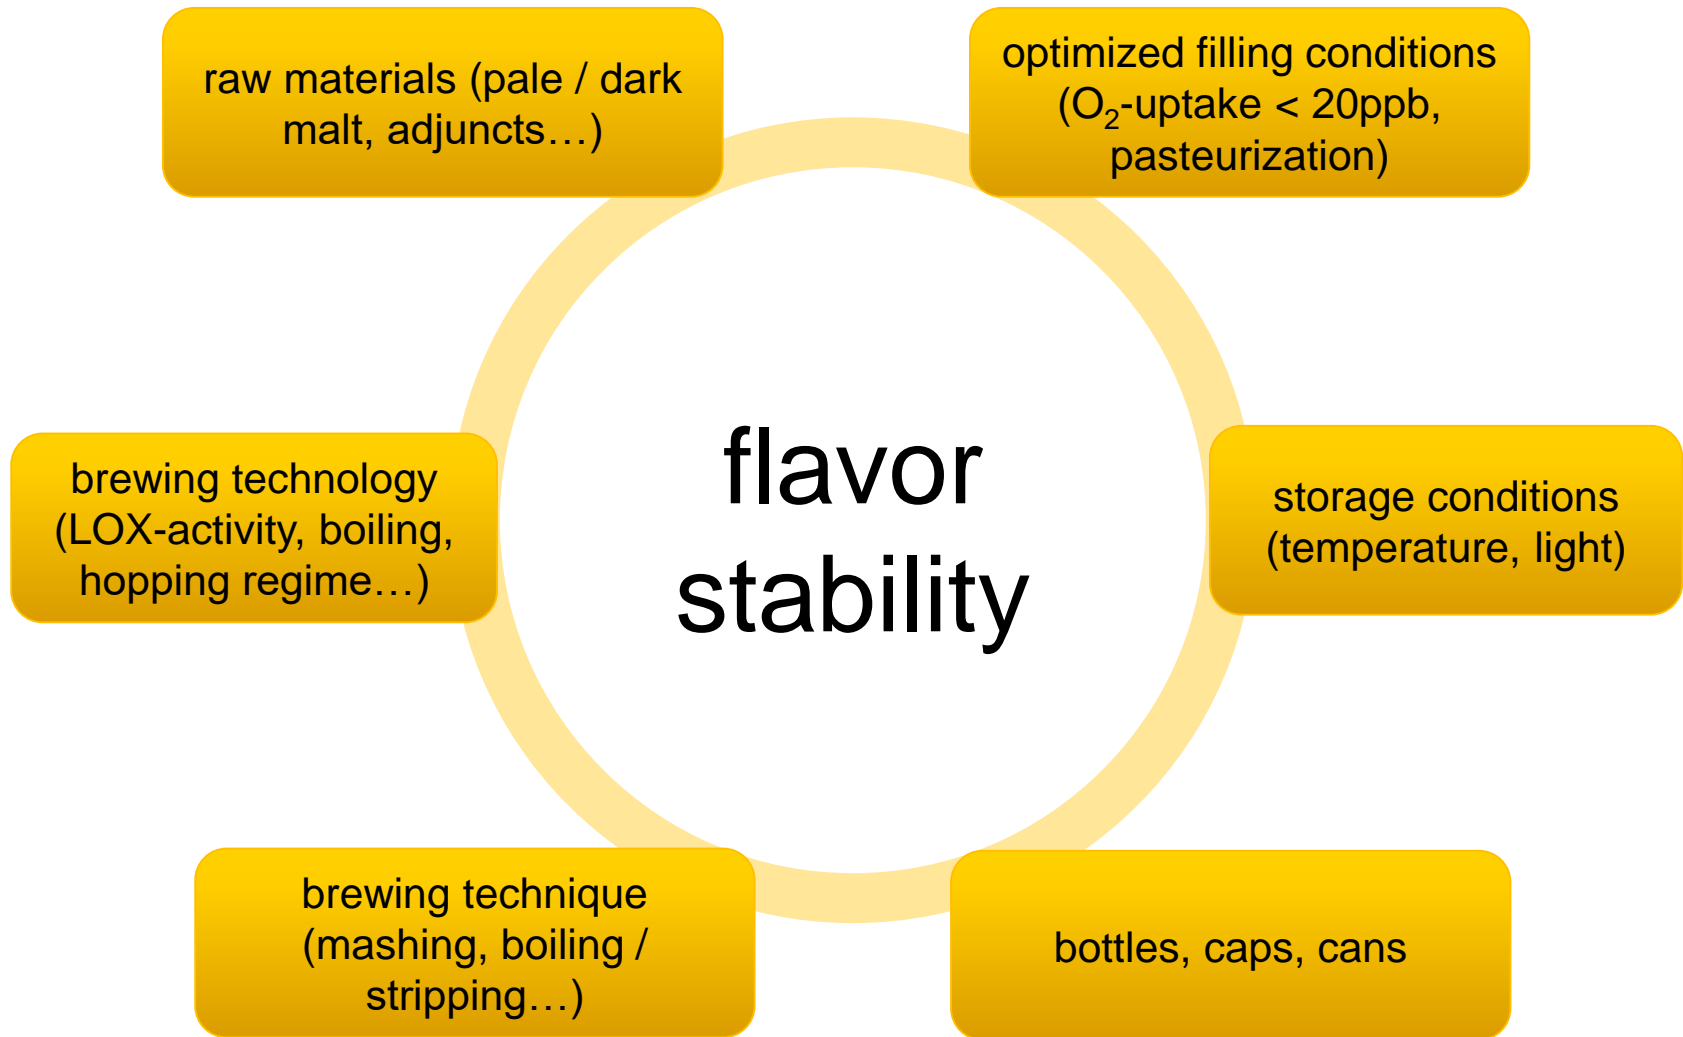 raw materials (pale / dark
malt, adjuncts…)
optimized filling conditions
(O₂-uptake < 20ppb,
pasteurization)
brewing technology
(LOX-activity, boiling,
hopping regime…)
flavor
stability
storage conditions
(temperature, light)
brewing technique
(mashing, boiling /
stripping…)
bottles, caps, cans